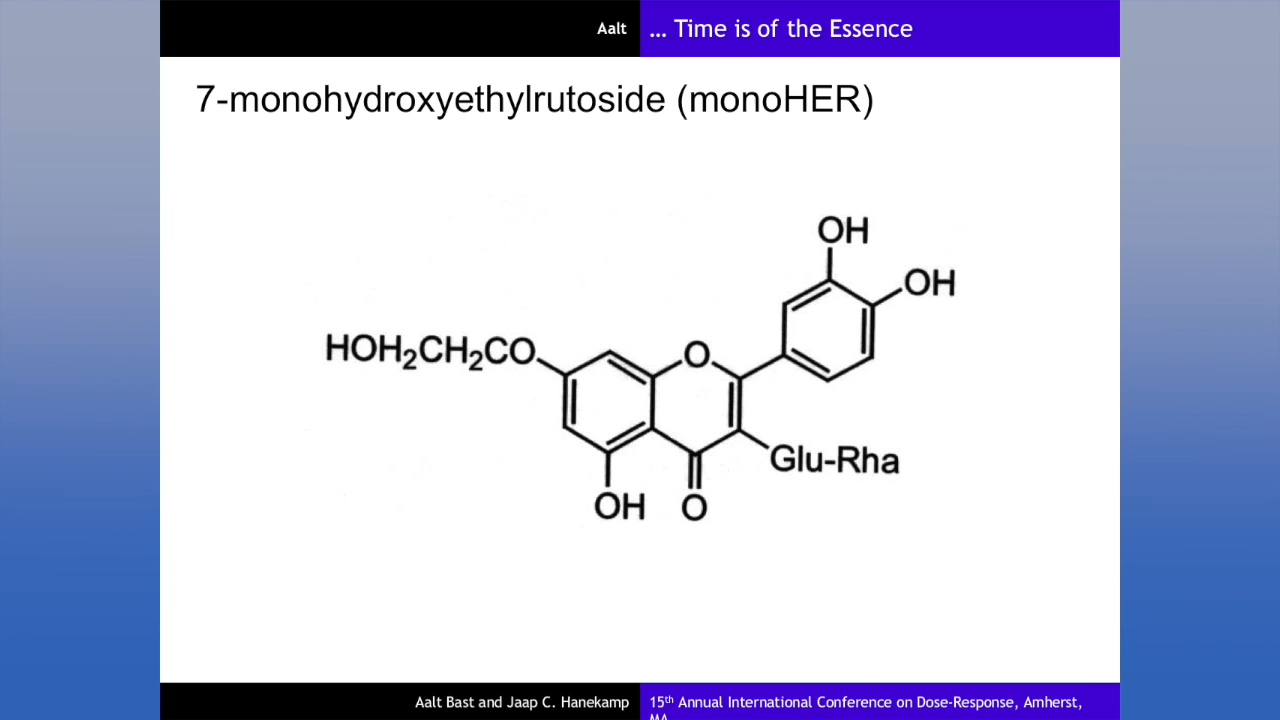 Aalt
... Time is of the Essence
7-monohydroxyethylrutoside (monoHER)
OH
OH
HOH₂CH₂CO
O
Glu-Rha
OH
O
Aalt Bast and Jaap C. Hanekamp
15th Annual International Conference on Dose-Response, Amherst,
MA